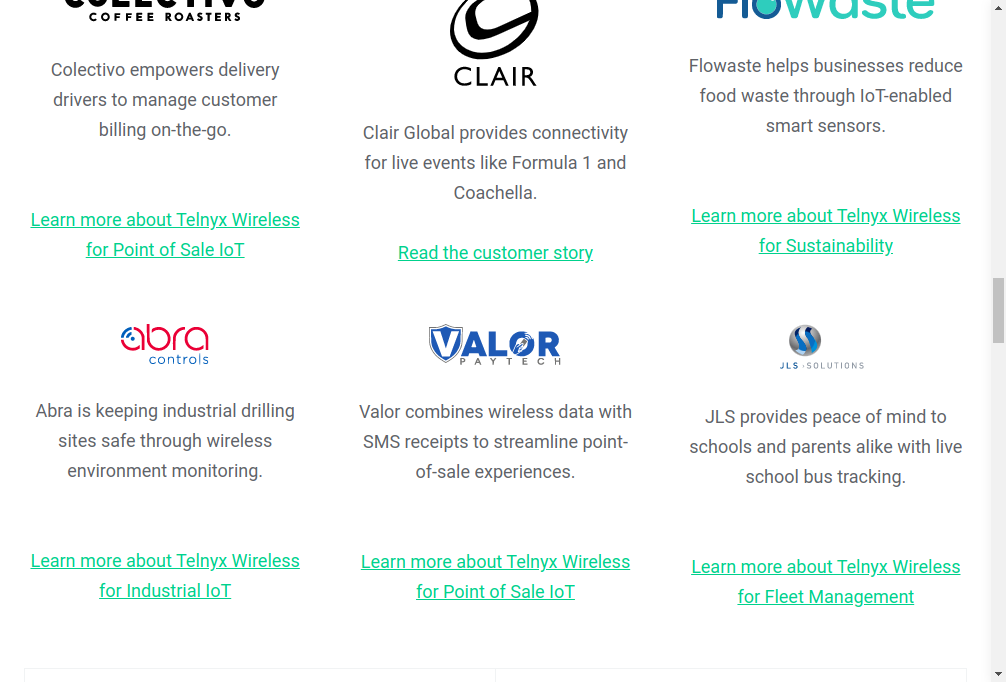 COLECTIVO
COFFEE ROASTERS
Colectivo empowers delivery
drivers to manage customer
billing on-the-go.
Learn more about Telnyx Wireless
for Point of Sale IoT
CLAIR
Clair Global provides connectivity
for live events like Formula 1 and
Coachella.
Read the customer story
FloWaste
Flowaste helps businesses reduce
food waste through IoT-enabled
smart sensors.
Learn more about Telnyx Wireless
for Sustainability
abra
controls
Abra is keeping industrial drilling
sites safe through wireless
environment monitoring.
Learn more about Telnyx Wireless
for Industrial IoT
VALOR
PAYTECH
Valor combines wireless data with
SMS receipts to streamline point-
of-sale experiences.
Learn more about Telnyx Wireless
for Point of Sale IoT
JLS·SOLUTIONS
JLS provides peace of mind to
schools and parents alike with live
school bus tracking.
Learn more about Telnyx Wireless
for Fleet Management